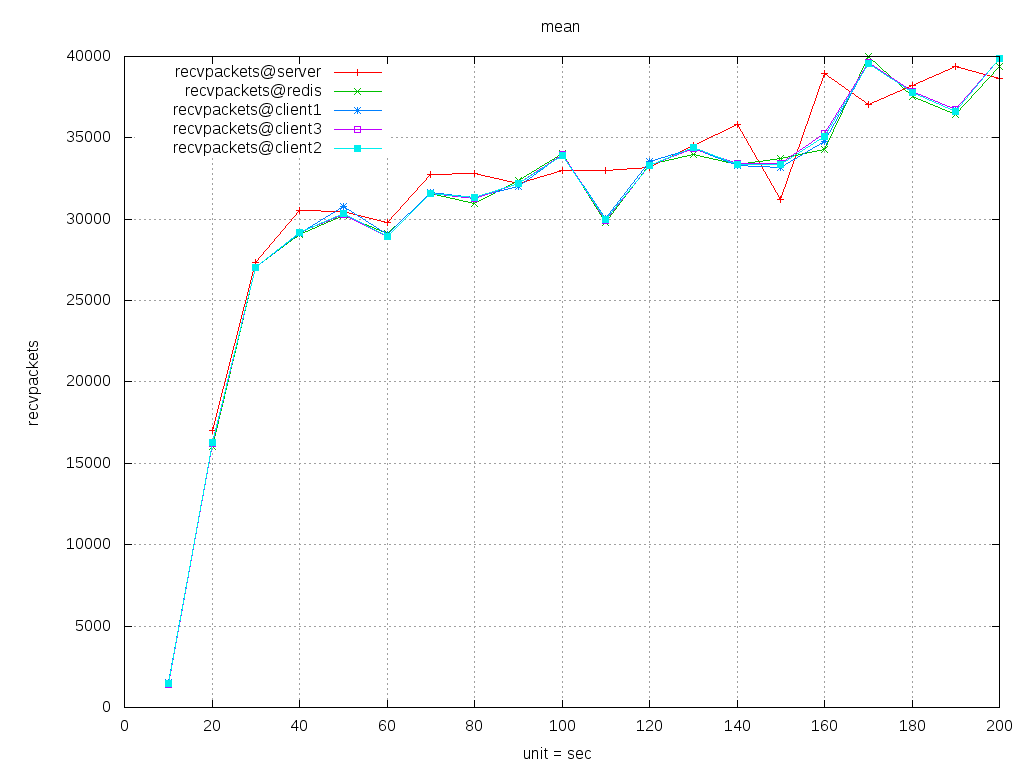 mean
40000
35000
30000
25000
20000
15000
10000
5000
0
recvpackets@server
recvpackets@redis
recvpackets@client1
recvpackets@client3
recvpackets@client2
recvpackets
0 20 40 60 80 100 120 140 160 180 200
unit = sec